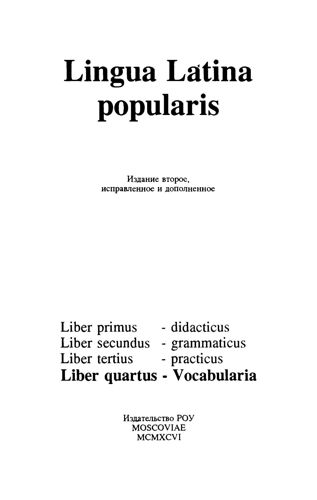 Lingua Latina
popularis
Издание второе,
исправленное и дополненное
Liber primus - didacticus
Liber secundus - grammaticus
Liber tertius - practicus
Liber quartus - Vocabularia
Издательство РОУ
MOSCOVIAE
MCMXCVI